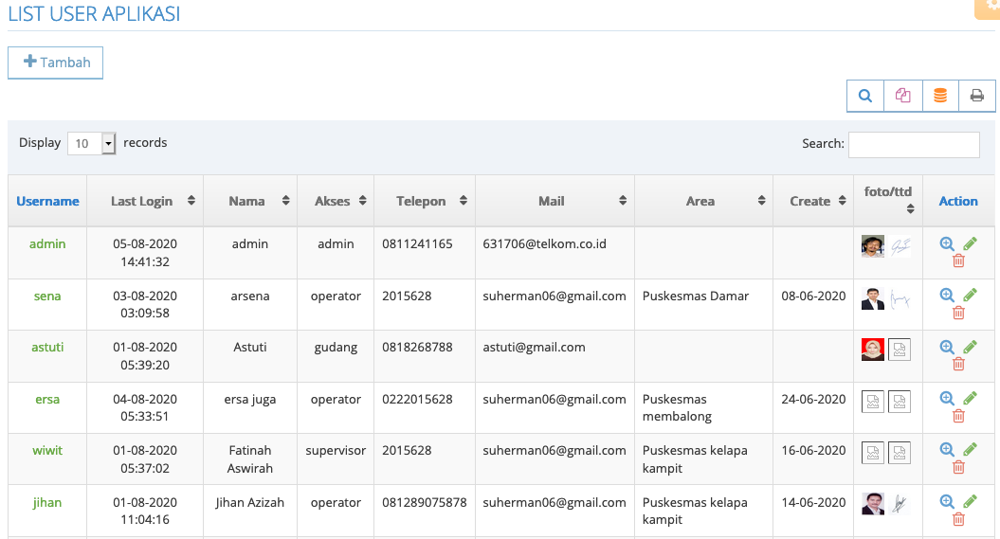 LIST USER APLIKASI
Tambah
Display 10 records
Search:
Username Last Login Nama Akses Telepon Mail Area Create foto/ttd Action
admin 05-08-2020 admin admin 0811241165 631706@telkom.co.id
14:41:32
sena 03-08-2020 arsena operator 2015628 suherman06@gmail.com Puskesmas Damar 08-06-2020
03:09:58
astuti 01-08-2020 Astuti gudang 0818268788 astuti@gmail.com
05:39:20
ersa 04-08-2020 ersa juga operator 0222015628 suherman06@gmail.com Puskesmas 24-06-2020
05:33:51 membalong
wiwit 01-08-2020 Fatinah supervisor 2015628 suherman06@gmail.com Puskesmas kelapa 16-06-2020
05:37:02 Aswirah kampit
jihan 01-08-2020 Jihan Azizah operator 081289075878 suherman06@gmail.com Puskesmas kelapa 14-06-2020
11:04:16 kampit